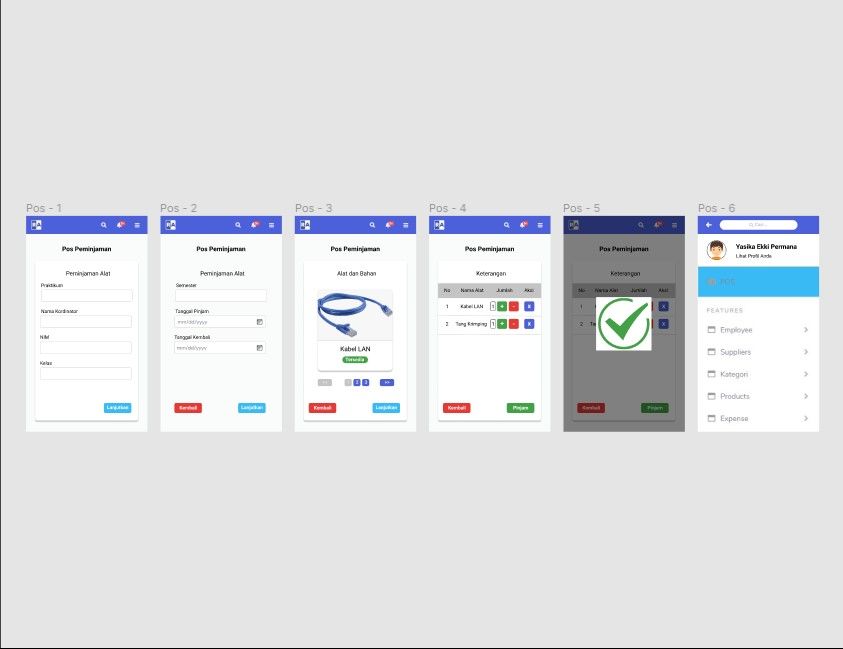 Pos - 1
Pos Peminjaman
Peminjaman Alat
Praktikum
Nama Kordinator
NIM
Kelas
Lanjutkan
Pos - 2
Pos Peminjaman
Peminjaman Alat
Semester
Tanggal Pinjam
mm/dd/yyyy
Tanggal Kembali
mm/dd/yyyy
Kembali
Lanjutkan
Pos - 3
Pos Peminjaman
Alat dan Bahan
Kabel LAN
Tersedia
<< 2 3 >>
Kembali
Lanjutkan
Pos - 4
Pos Peminjaman
Keterangan
No Nama Alat Jumlah Aksi
1 Kabel LAN 1 + - X
2 Tang Krimping 1 + - X
Kembali
Pinjam
Pos - 5
Pos Peminjaman
Keterangan
No Nama Alat Jumlah Aksi
1 X
2 X
Kembali
Pinjam
Pos - 6
Cari...
Yasika Ekki Permana
Lihat Profil Anda
POS
FEATURES
Employee
Suppliers
Kategori
Products
Expense